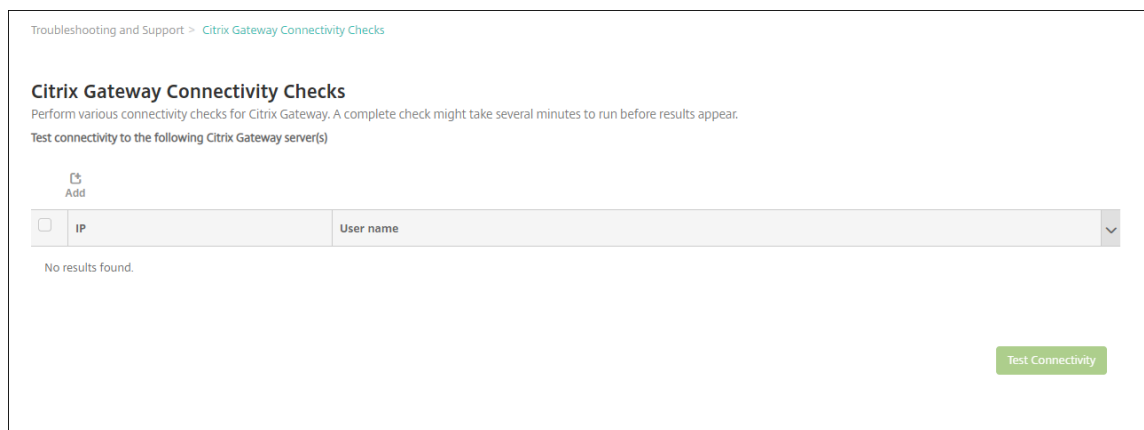 Troubleshooting and Support > Citrix Gateway Connectivity Checks
Citrix Gateway Connectivity Checks
Perform various connectivity checks for Citrix Gateway. A complete check might take several minutes to run before results appear.
Test connectivity to the following Citrix Gateway server(s)
Add
IP User name
No results found.
Test Connectivity